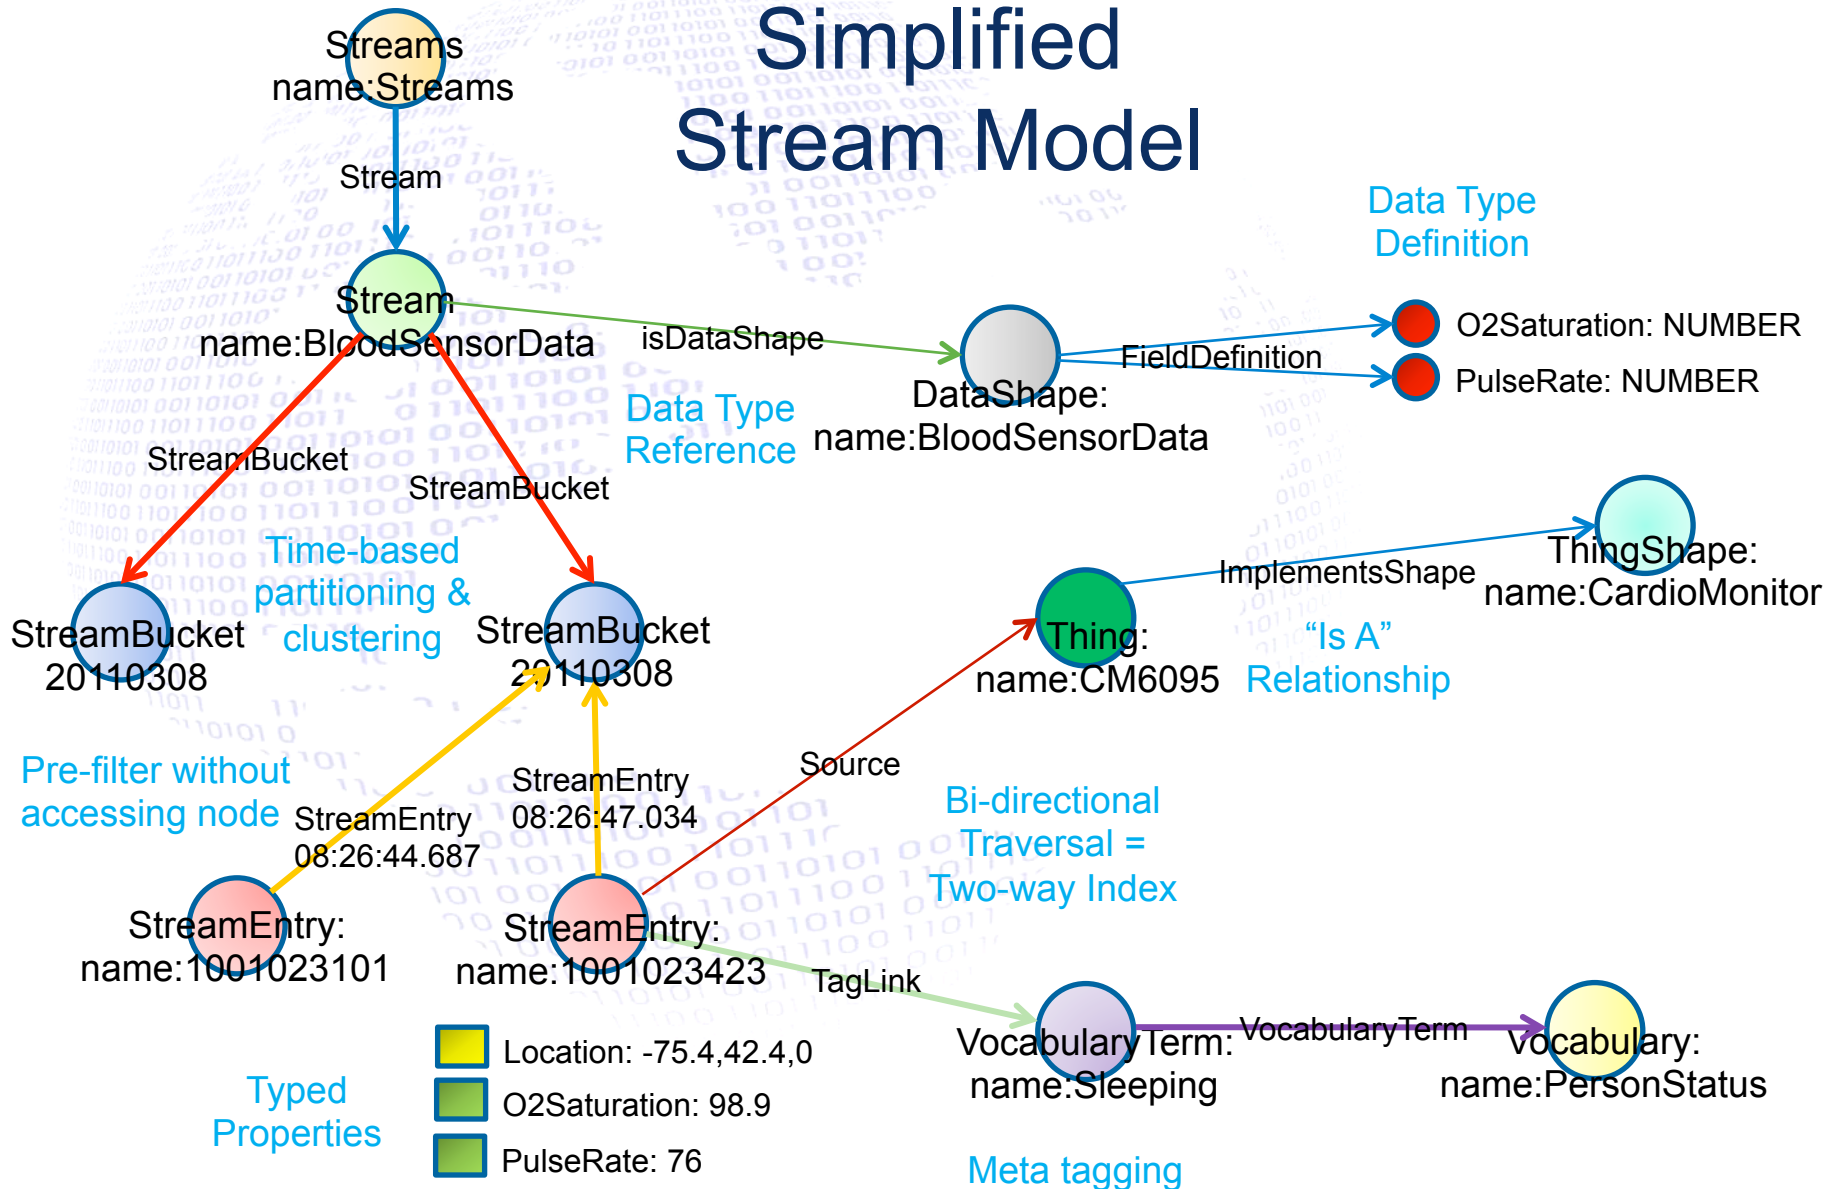 Simplified
Stream Model
Streams
name:Streams
Stream
Stream
name:BloodSensorData
isDataShape
Data Type
Reference
DataShape:
name:BloodSensorData
FieldDefinition
Data Type
Definition
O2Saturation: NUMBER
PulseRate: NUMBER
StreamBucket
StreamBucket
Time-based
partitioning &
clustering
StreamBucket
20110308
StreamBucket
20110308
Thing:
name:CM6095
ImplementsShape
ThingShape:
name:CardioMonitor
“Is A”
Relationship
Pre-filter without
accessing node
StreamEntry
08:26:44.687
StreamEntry
08:26:47.034
Source
Bi-directional
Traversal =
Two-way Index
StreamEntry:
name:1001023101
StreamEntry:
name:1001023423
TagLink
VocabularyTerm:
name:Sleeping
VocabularyTerm
Vocabulary:
name:PersonStatus
Typed
Properties
Location: -75.4,42.4,0
O2Saturation: 98.9
PulseRate: 76
Meta tagging